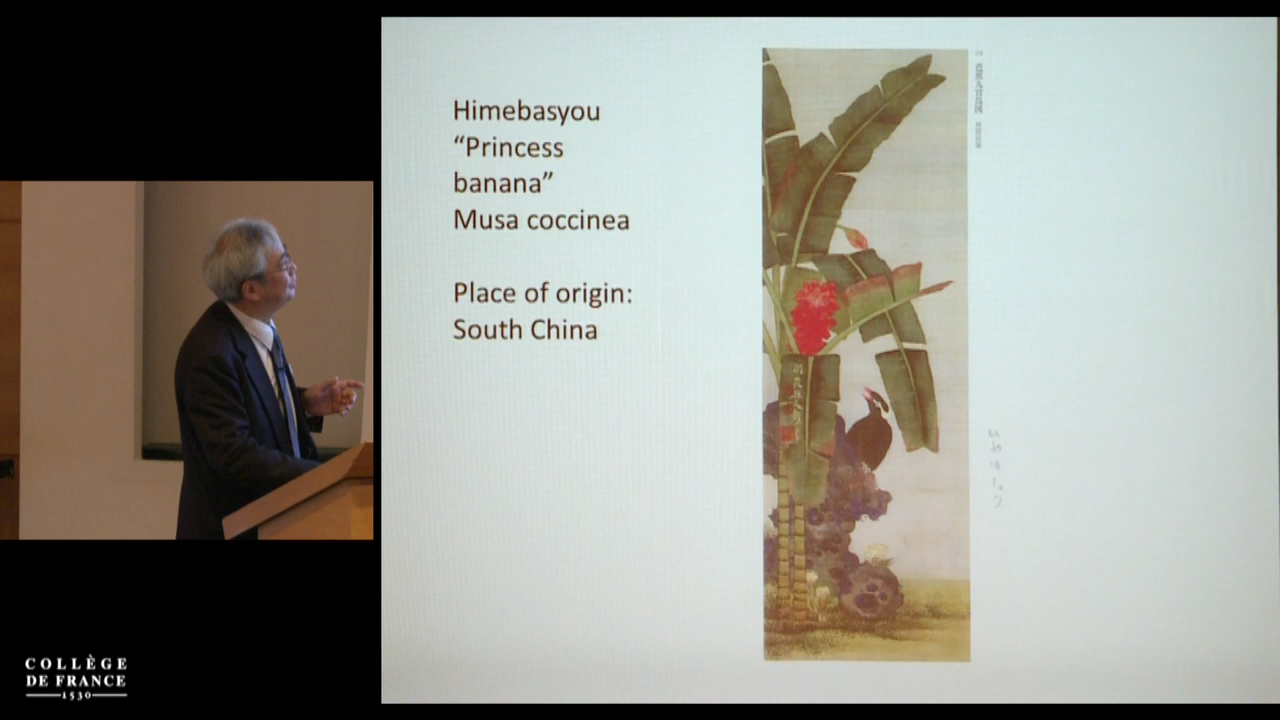 Himebasyou
“Princess
banana”
Musa coccinea
Place of origin:
South China
COLLÈGE
DE FRANCE
1530